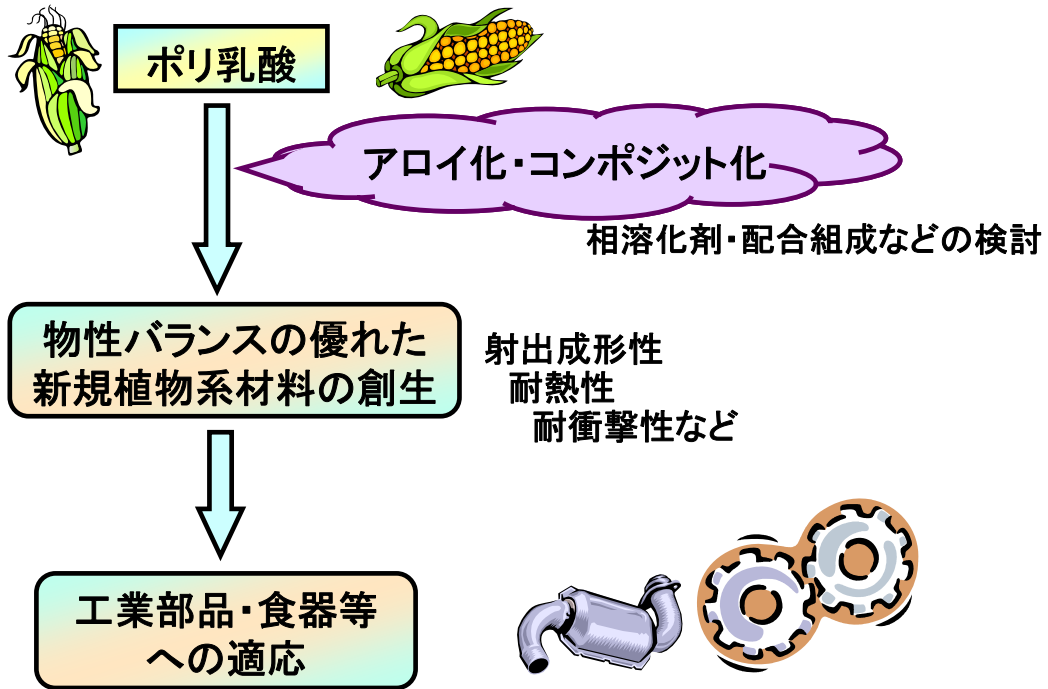 ポリ乳酸
アロイ化・コンポジット化
相溶化剤・配合組成などの検討
物性バランスの優れた
新規植物系材料の創生
射出成形性
耐熱性
耐衝撃性など
工業部品・食器等
への適応